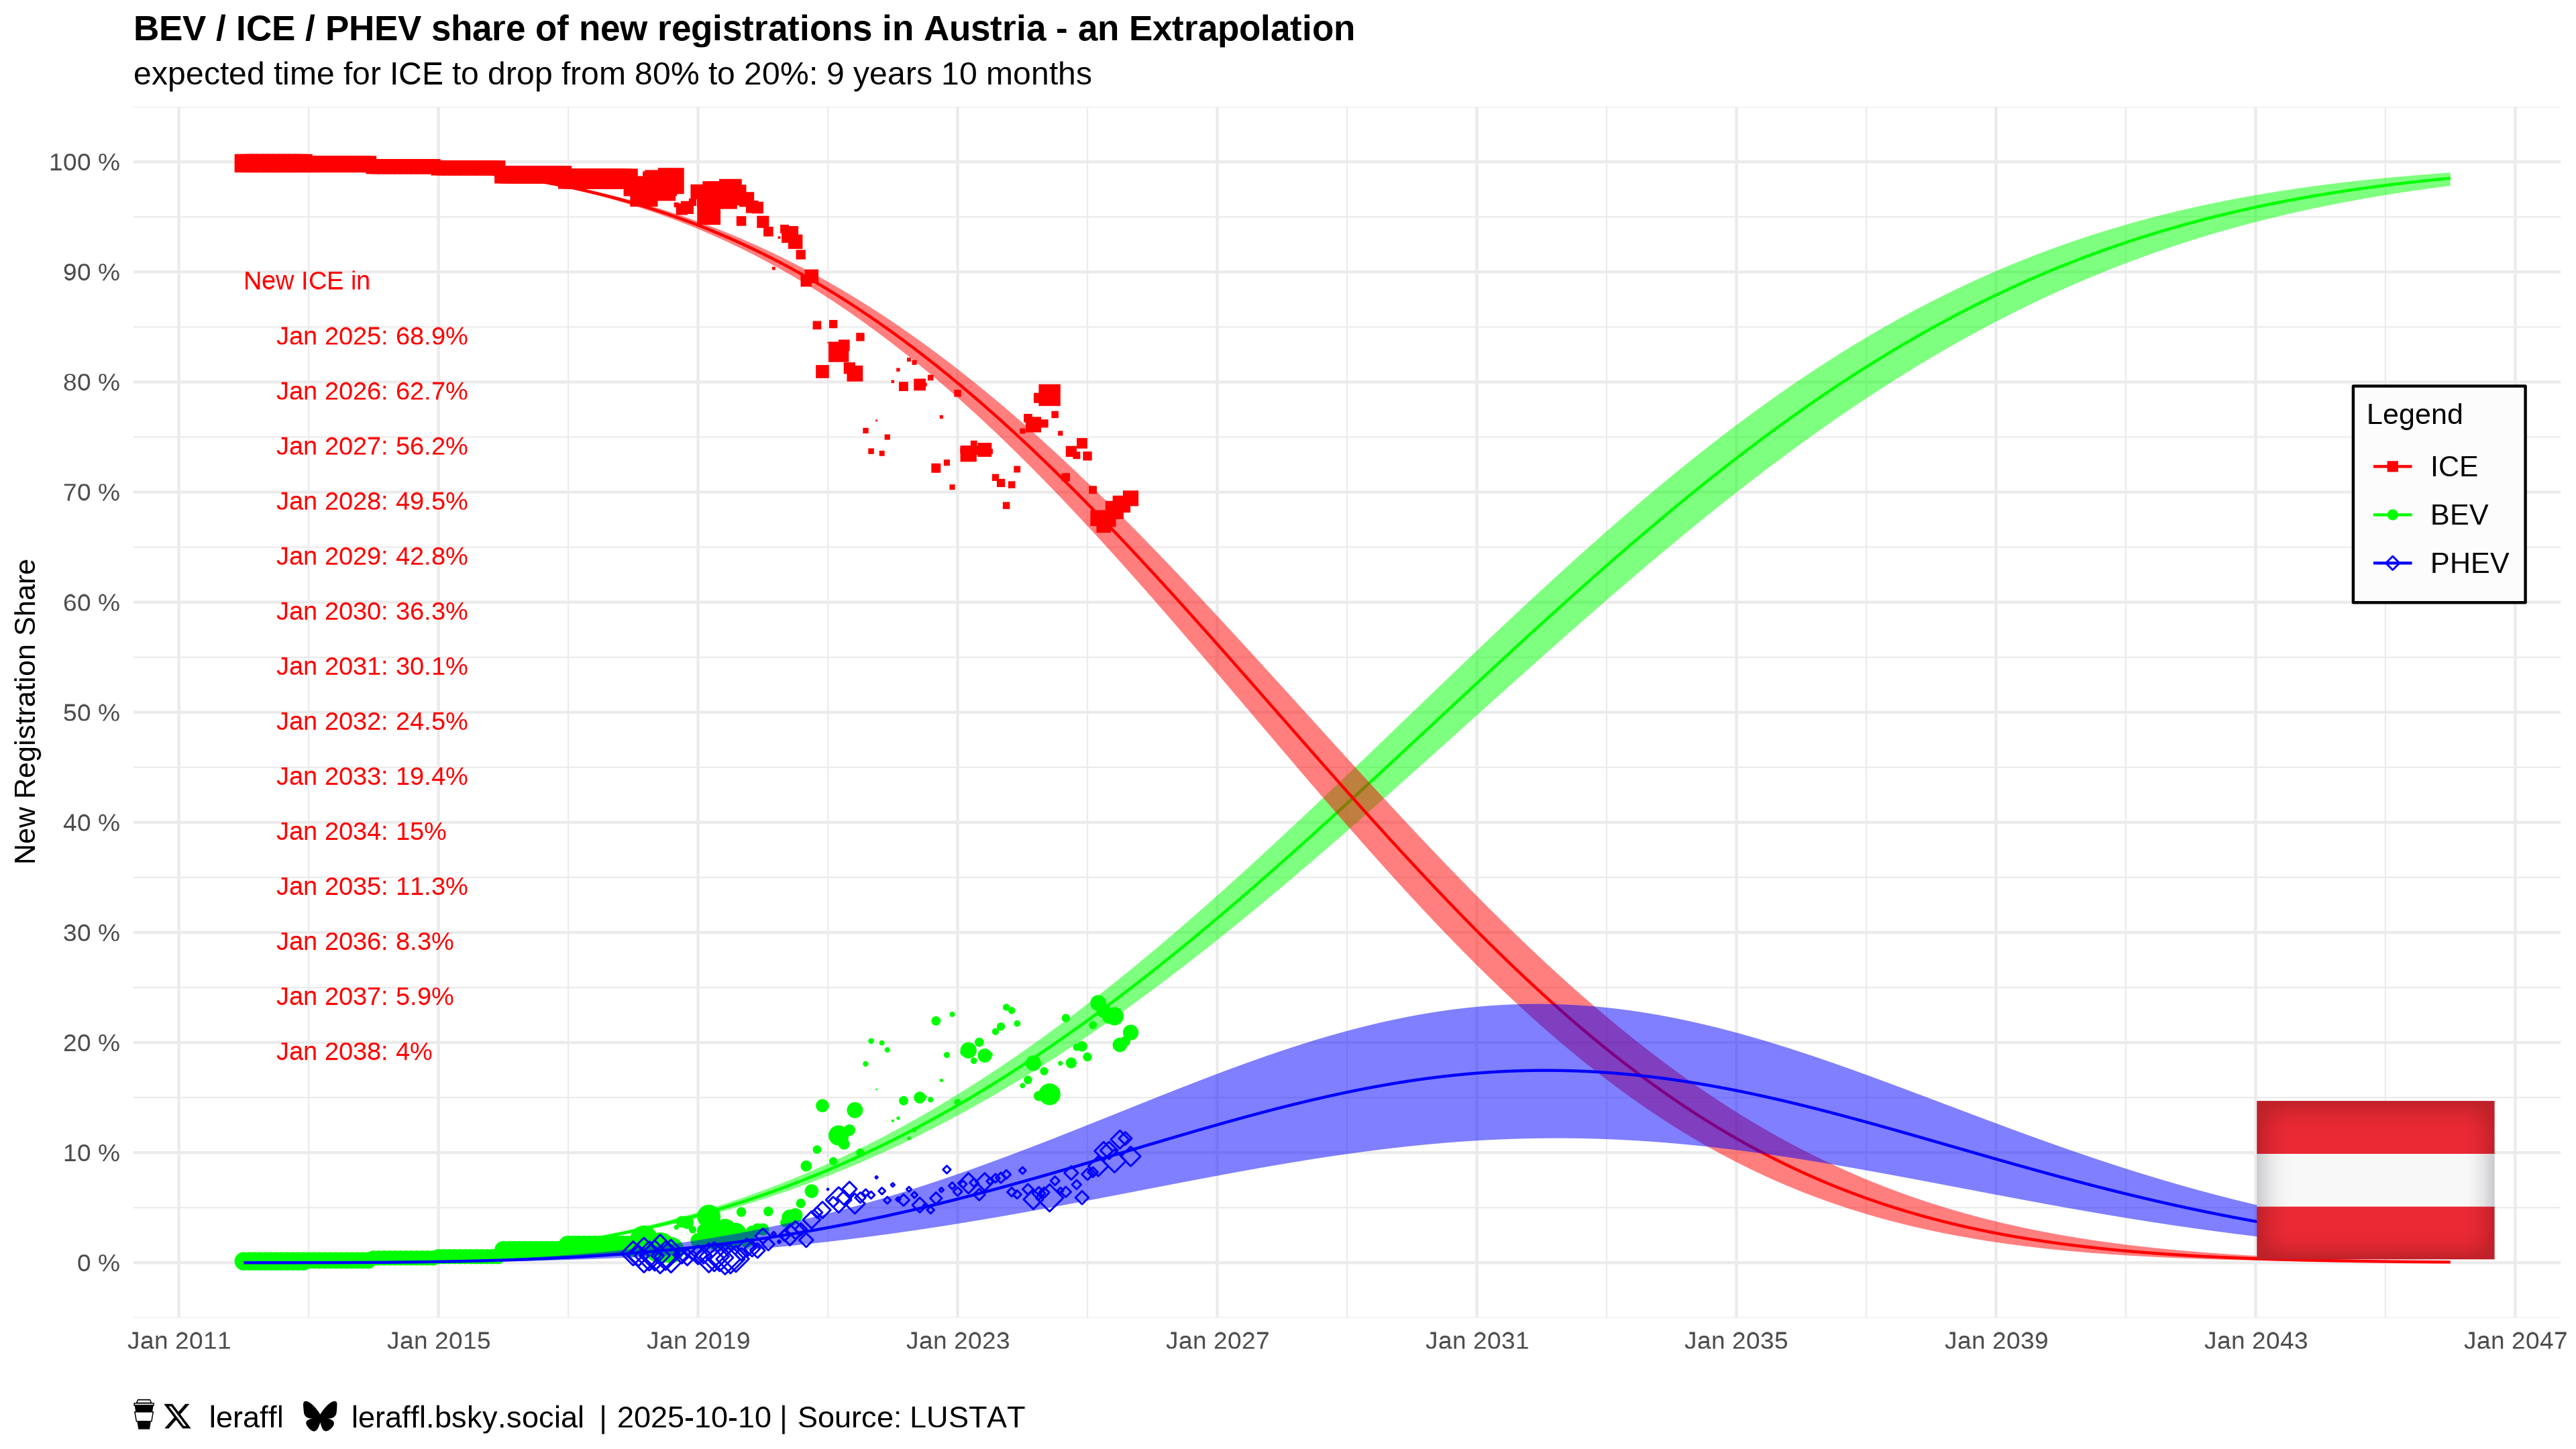 BEV / ICE / PHEV share of new registrations in Austria - an Extrapolation
expected time for ICE to drop from 80% to 20%: 9 years 10 months
New Registration Share
100 %
90 %
80 %
70 %
60 %
50 %
40 %
30 %
20 %
10 %
0 %
New ICE in
Jan 2025: 68.9%
Jan 2026: 62.7%
Jan 2027: 56.2%
Jan 2028: 49.5%
Jan 2029: 42.8%
Jan 2030: 36.3%
Jan 2031: 30.1%
Jan 2032: 24.5%
Jan 2033: 19.4%
Jan 2034: 15%
Jan 2035: 11.3%
Jan 2036: 8.3%
Jan 2037: 5.9%
Jan 2038: 4%
Legend
ICE
BEV
PHEV
Jan 2011 Jan 2015 Jan 2019 Jan 2023 Jan 2027 Jan 2031 Jan 2035 Jan 2039 Jan 2043 Jan 2047
leraffl leraffl.bsky.social | 2025-10-10 | Source: LUSTAT